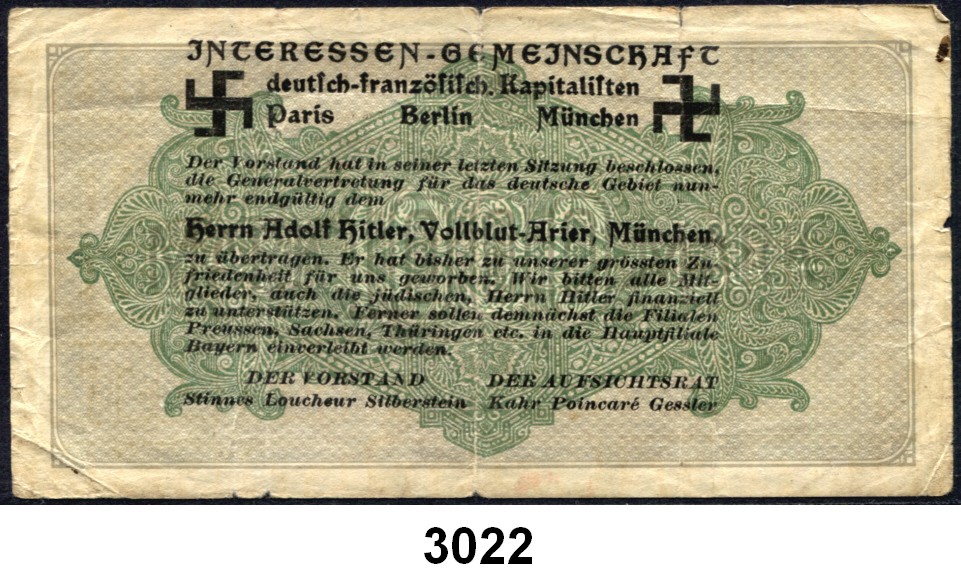 INTERESSEN-GEMEINSCHAFT
deutsch-französisch. Kapitalisten
Paris Berlin München
Der Vorstand hat in seiner letzten Sitzung beschlossen,
die Generalvertretung für das deutsche Gebiet nun-
mehr endgültig dem
Herrn Adolf Hitler, Vollblut-Arier, München,
zu übertragen. Er hat bisher zu unserer grössten Zu-
friedenheit für uns geworben. Wir bitten alle Mit-
glieder, auch die jüdischen, Herrn Hitler finanziell
zu unterstützen. Ferner sollen demnächst die Filialen
Preussen, Sachsen, Thüringen etc. in die Hauptfiliale
Bayern einverleibt werden.
DER VORSTAND DER AUFSICHTSRAT
Stinnes Loucheur Silberstein Kahr Poincaré Gessler
3022